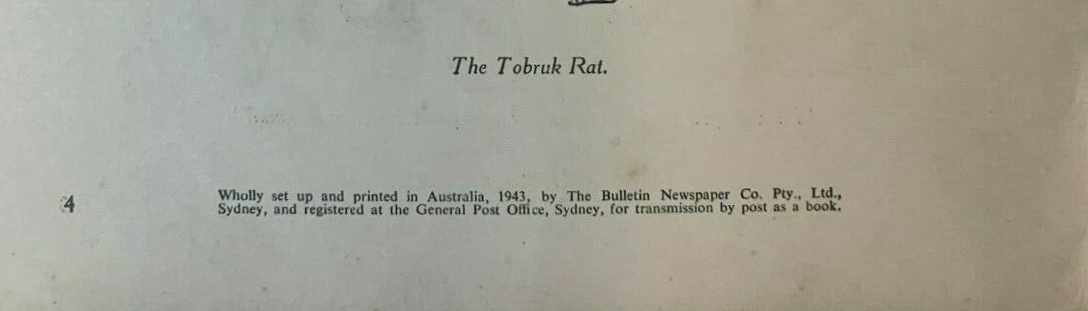 The Tobruk Rat.
4
Wholly set up and printed in Australia, 1943, by The Bulletin Newspaper Co. Pty., Ltd.,
Sydney, and registered at the General Post Office, Sydney, for transmission by post as a book.